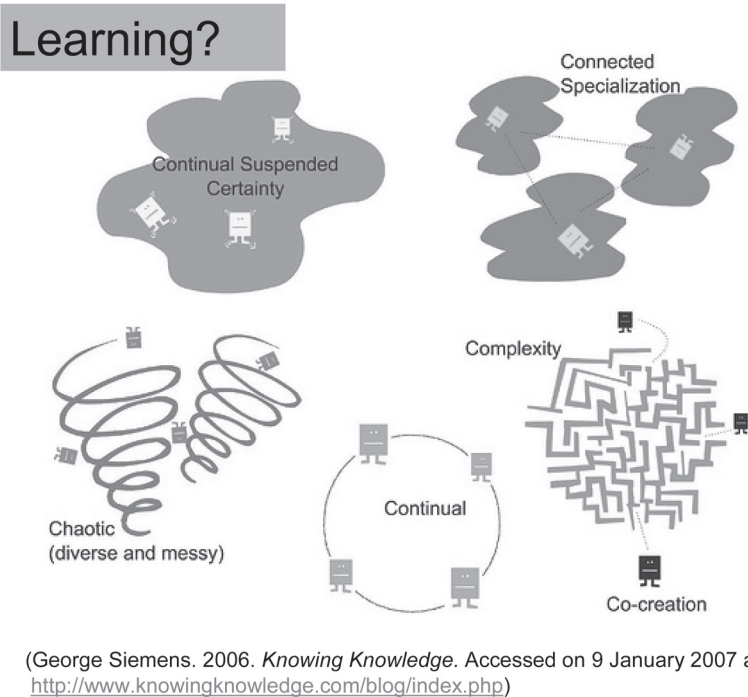 Learning?
Connected
Specialization
Continual Suspended
Certainty
Complexity
Continual
Chaotic
(diverse and messy)
Co-creation
(George Siemens. 2006. Knowing Knowledge. Accessed on 9 January 2007 a
http://www.knowingknowledge.com/blog/index.php)